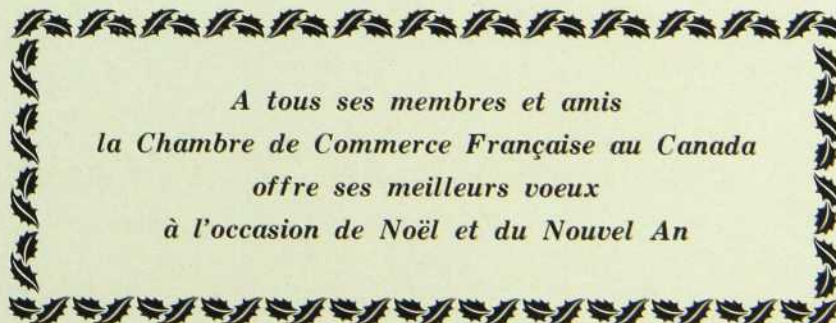 A tous ses membres et amis
la Chambre de Commerce Française au Canada
offre ses meilleurs voeux
à l'occasion de Noël et du Nouvel An